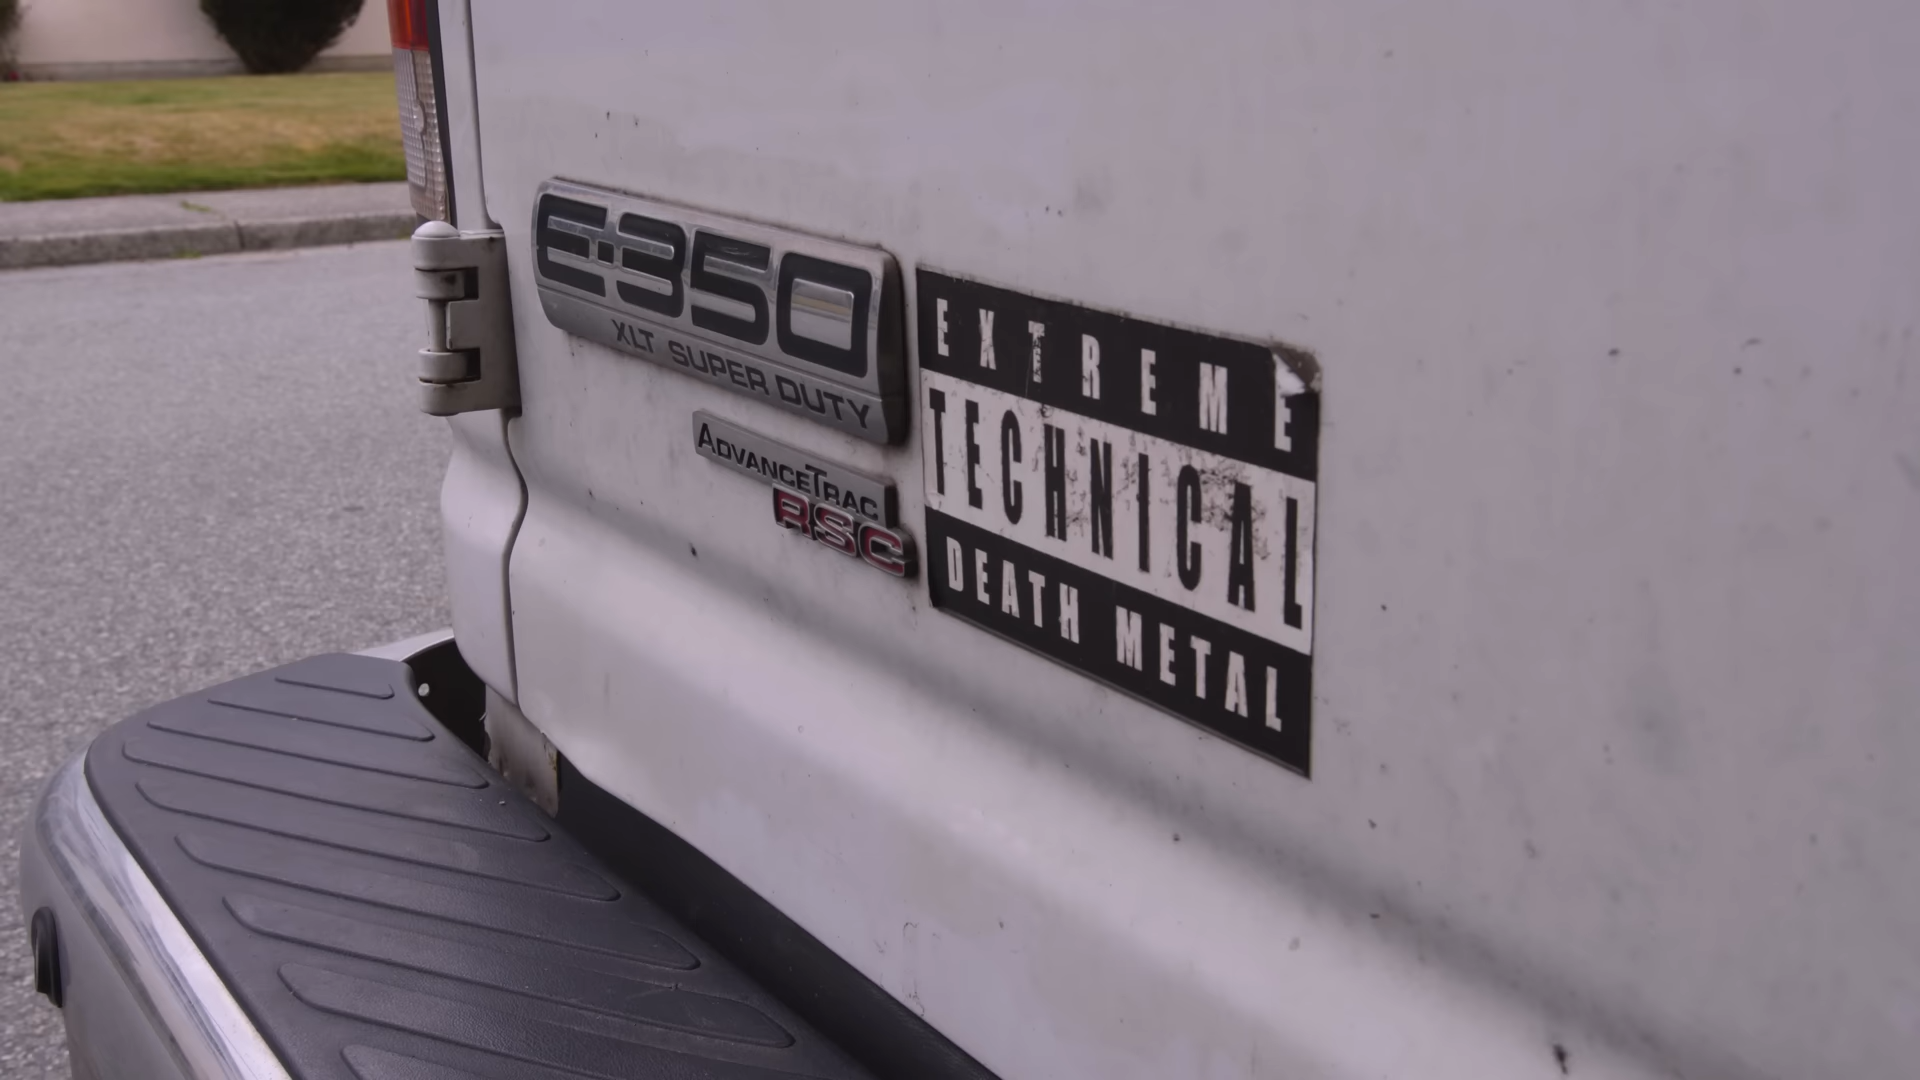 E-350
XLT SUPER DUTY
ADVANCETRAC
RSC
EXTREME
TECHNICAL
DEATH METAL